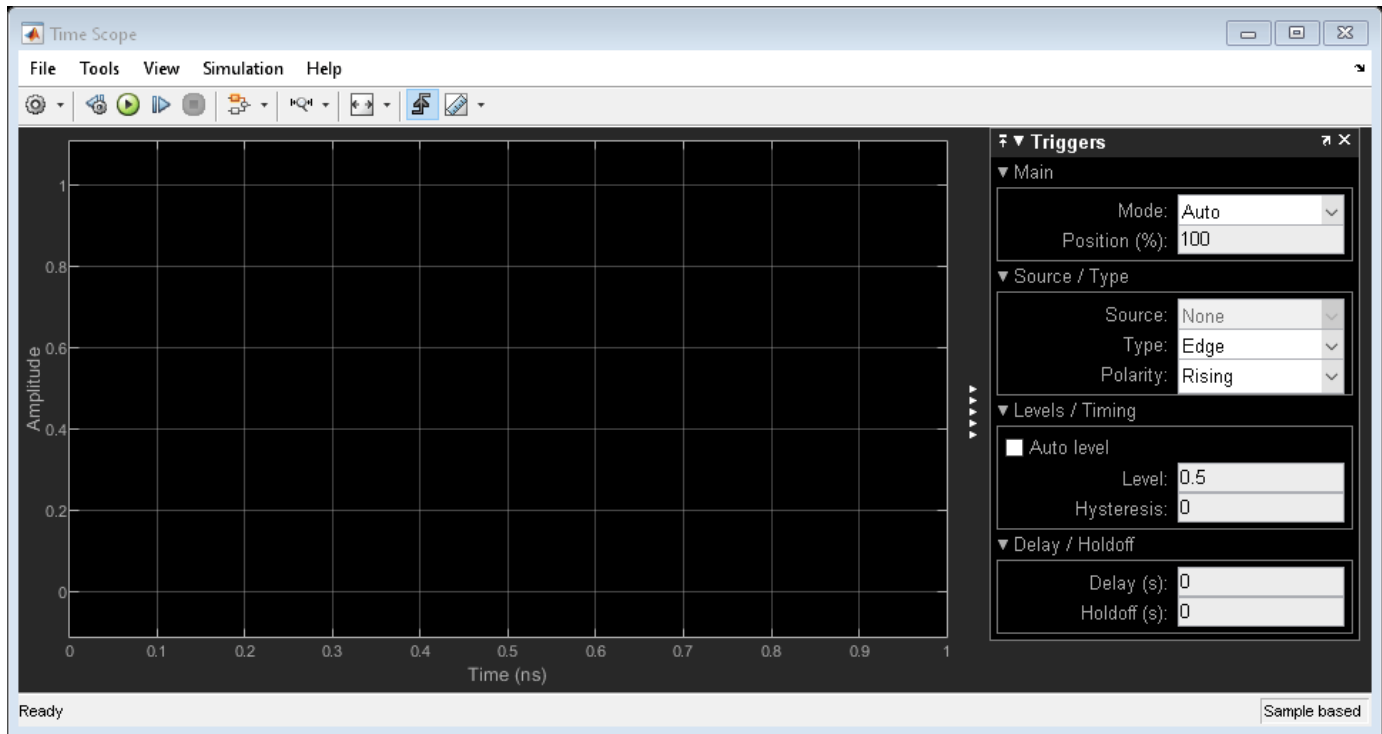 Time Scope
File Tools View Simulation Help
Triggers
Main
Mode: Auto
Position (%): 100
Source / Type
Source: None
Type: Edge
Polarity: Rising
Levels / Timing
Auto level
Level: 0.5
Hysteresis: 0
Delay / Holdoff
Delay (s): 0
Holdoff (s): 0
Amplitude
1
0.8
0.6
0.4
0.2
0
0 0.1 0.2 0.3 0.4 0.5 0.6 0.7 0.8 0.9 1
Time (ns)
Ready Sample based